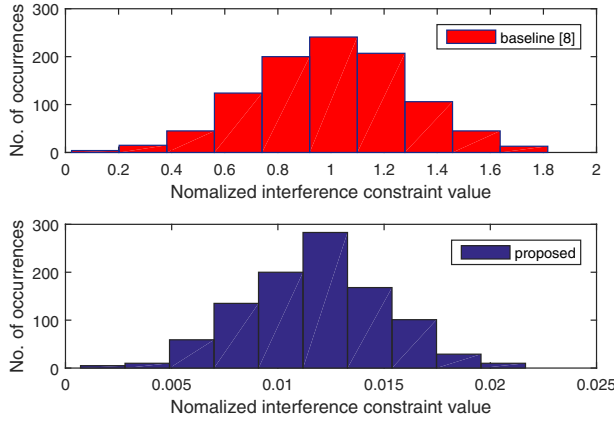 300
200
100
0
No. of occurrences
baseline [8]
0 0.2 0.4 0.6 0.8 1 1.2 1.4 1.6 1.8 2
Nomalized interference constraint value
300
200
100
0
No. of occurrences
proposed
0 0.005 0.01 0.015 0.02 0.025
Nomalized interference constraint value